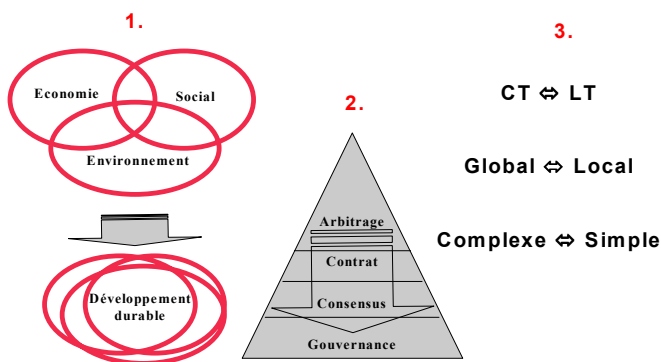 1.
Economie
Social
Environnement
Développement
durable
2.
Arbitrage
Contrat
Consensus
Gouvernance
3.
CT ⇔ LT
Global ⇔ Local
Complexe ⇔ Simple